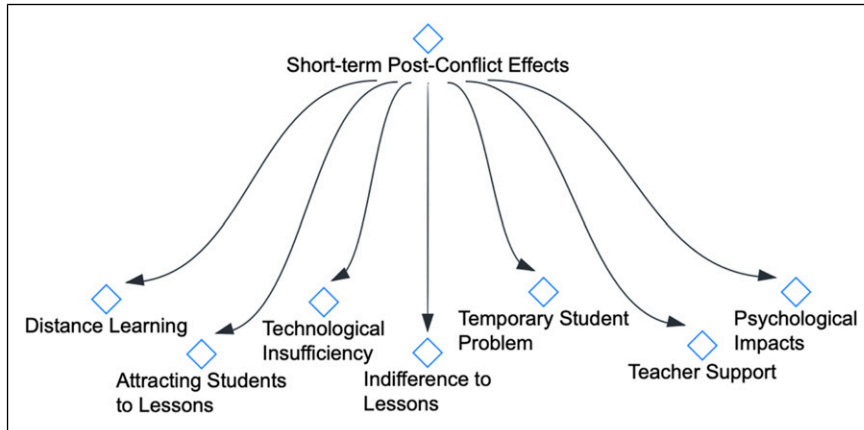 Short-term Post-Conflict Effects
Distance Learning
Attracting Students
to Lessons
Technological
Insufficiency
Indifference to
Lessons
Temporary Student
Problem
Teacher Support
Psychological
Impacts